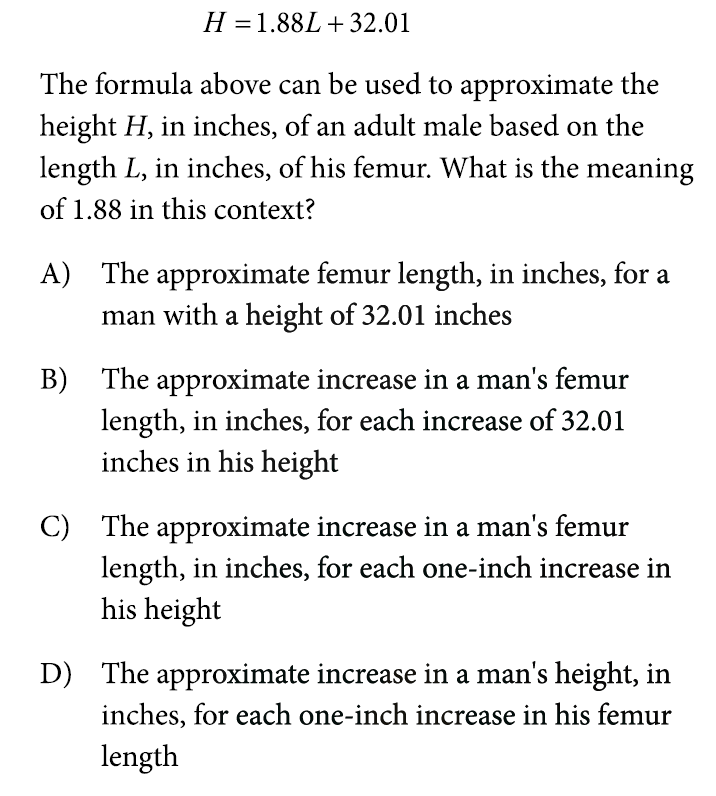 H = 1.88L + 32.01
The formula above can be used to approximate the
height H, in inches, of an adult male based on the
length L, in inches, of his femur. What is the meaning
of 1.88 in this context?
A) The approximate femur length, in inches, for a
man with a height of 32.01 inches
B) The approximate increase in a man's femur
length, in inches, for each increase of 32.01
inches in his height
C) The approximate increase in a man's femur
length, in inches, for each one-inch increase in
his height
D) The approximate increase in a man's height, in
inches, for each one-inch increase in his femur
length